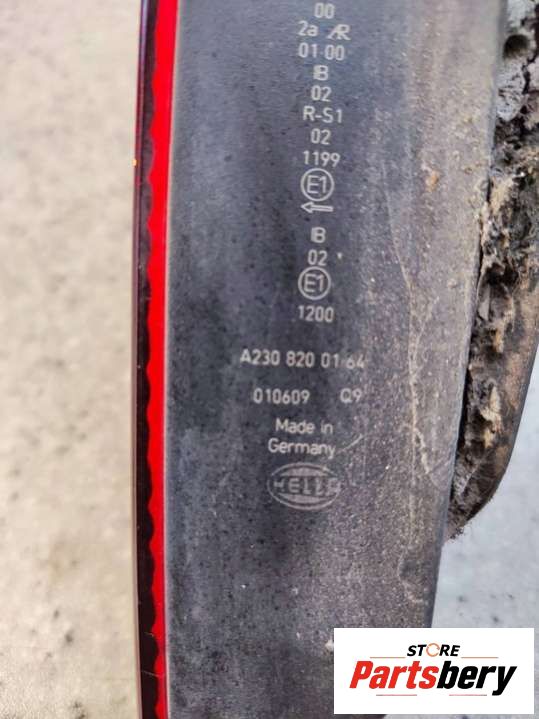 00
2a AR
01 00
IB
02
R-S1
02
1199
E1
←
IB
02
E1
1200
A230 820 01 64
010609 Q9
Made in
Germany
HELLA
STORE
Partsbery